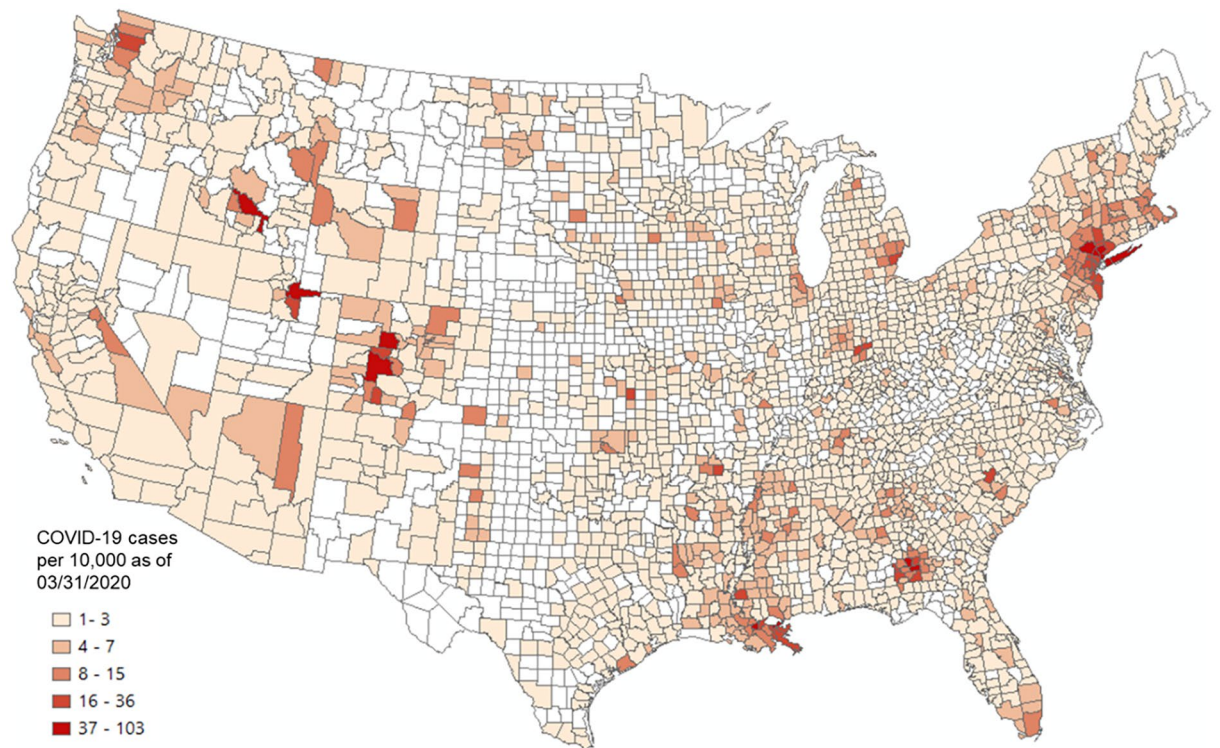 COVID-19 cases
per 10,000 as of
03/31/2020
1- 3
4 - 7
8 - 15
16 - 36
37 - 103